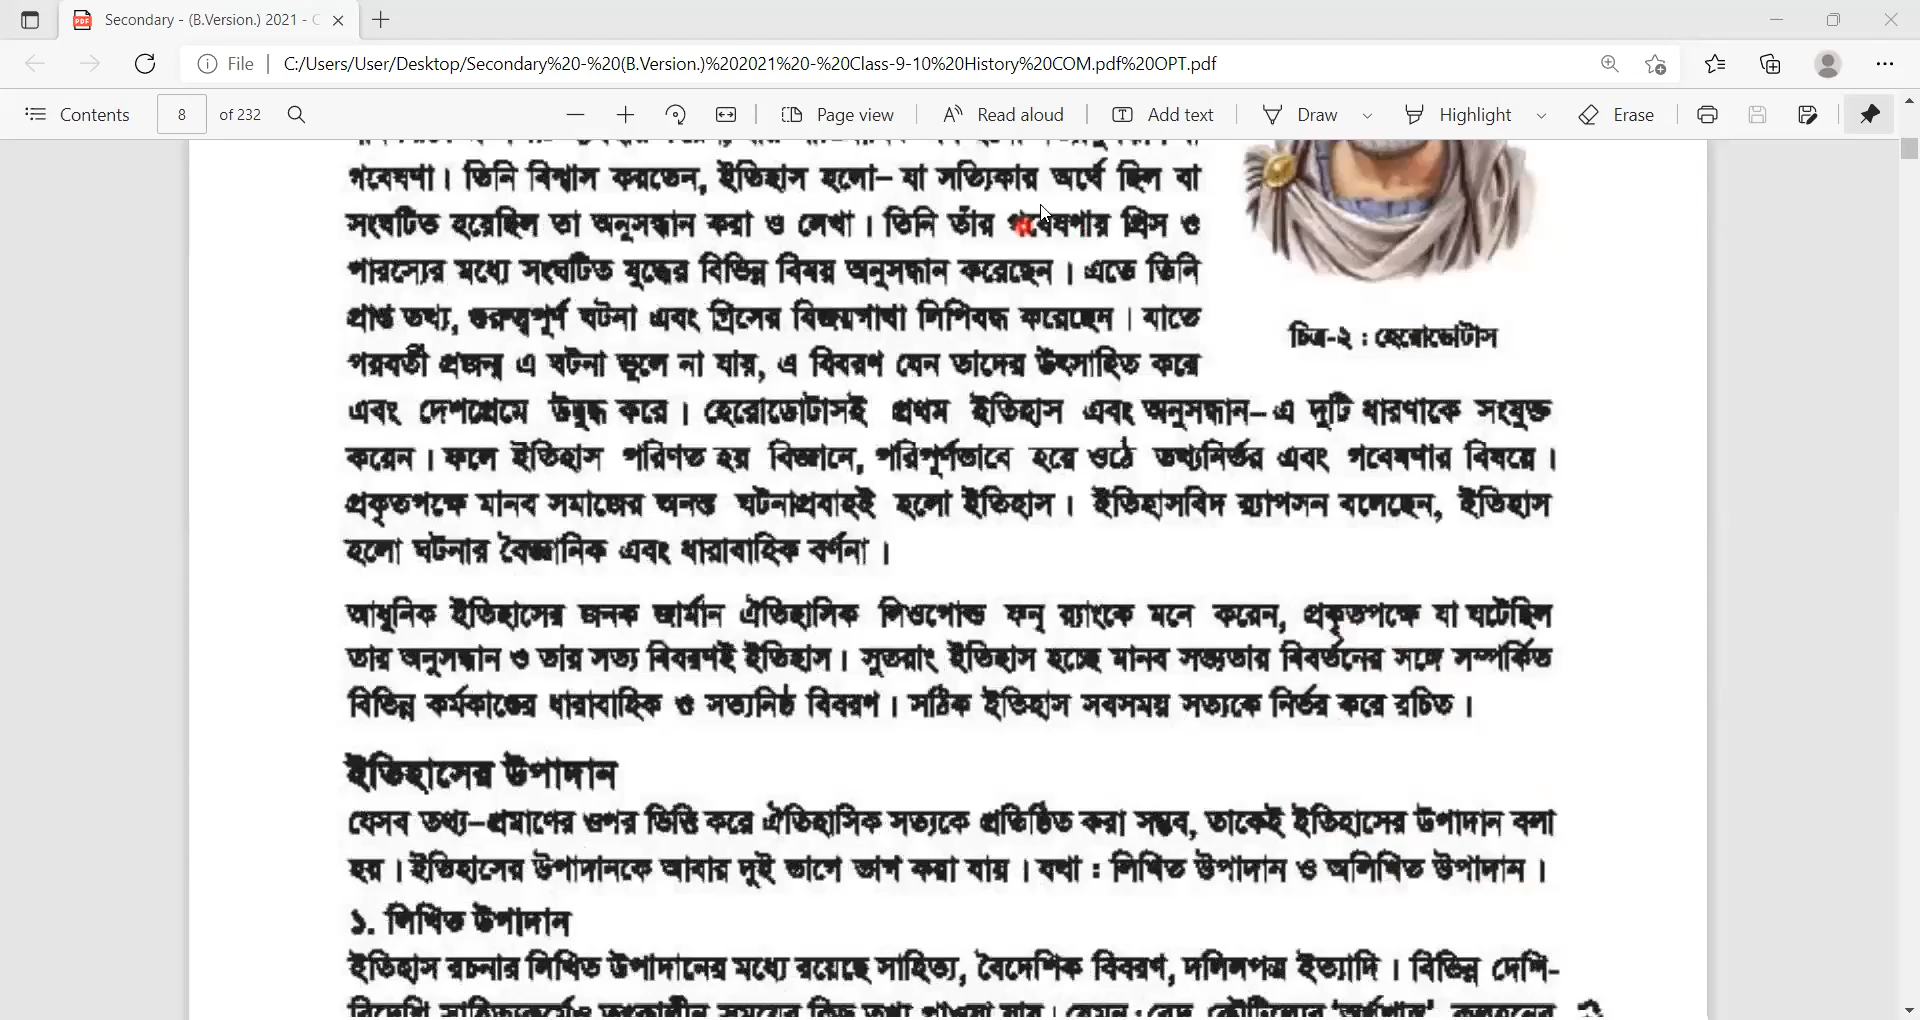 Secondary - (B.Version.) 2021 - C
File C:/Users/User/Desktop/Secondary%20-%20(B.Version.)%202021%20-%20Class-9-10%20History%20COM.pdf%20OPT.pdf
Contents 8 of 232 Page view Read aloud Add text Draw Highlight Erase
গবেষণা। তিনি বিশ্বাস করতেন, ইতিহাস হলো– যা সত্যিকার অর্থে ছিল বা
সংঘটিত হয়েছিল তা অনুসন্ধান করা ও লেখা। তিনি তাঁর গবেষণায় গ্রিস ও
পারস্যের মধ্যে সংঘটিত যুদ্ধের বিভিন্ন বিষয় অনুসন্ধান করেছেন। এতে তিনি
প্রাপ্ত তথ্য, গুরুত্বপূর্ণ ঘটনা এবং গ্রিসের বিজয়গাথা লিপিবদ্ধ করেছেন। যাতে
পরবর্তী প্রজন্ম এ ঘটনা ভুলে না যায়, এ বিবরণ যেন তাদের উৎসাহিত করে
চিত্র-২ : হেরোডোটাস
এবং দেশপ্রেমে উদ্বুদ্ধ করে। হেরোডোটাসই প্রথম ইতিহাস এবং অনুসন্ধান–এ দুটি ধারণাকে সংযুক্ত
করেন। ফলে ইতিহাস পরিণত হয় বিজ্ঞানে, পরিপূর্ণভাবে হয়ে ওঠে তথ্যনির্ভর এবং গবেষণার বিষয়ে।
প্রকৃতপক্ষে মানব সমাজের অনন্ত ঘটনাপ্রবাহই হলো ইতিহাস। ইতিহাসবিদ র‍্যাপসন বলেছেন, ইতিহাস
হলো ঘটনার বৈজ্ঞানিক এবং ধারাবাহিক বর্ণনা।
আধুনিক ইতিহাসের জনক জার্মান ঐতিহাসিক লিওপোল্ড ফন্ র‍্যাংকে মনে করেন, প্রকৃতপক্ষে যা ঘটেছিল
তার অনুসন্ধান ও তার সত্য বিবরণই ইতিহাস। সুতরাং ইতিহাস হচ্ছে মানব সভ্যতার বিবর্তনের সঙ্গে সম্পর্কিত
বিভিন্ন কর্মকাণ্ডের ধারাবাহিক ও সত্যনিষ্ঠ বিবরণ। সঠিক ইতিহাস সবসময় সত্যকে নির্ভর করে রচিত।
ইতিহাসের উপাদান
যেসব তথ্য–প্রমাণের ওপর ভিত্তি করে ঐতিহাসিক সত্যকে প্রতিষ্ঠিত করা সম্ভব, তাকেই ইতিহাসের উপাদান বলা
হয়। ইতিহাসের উপাদানকে আবার দুই ভাগে ভাগ করা যায়। যথা : লিখিত উপাদান ও অলিখিত উপাদান।
১. লিখিত উপাদান
ইতিহাস রচনার লিখিত উপাদানের মধ্যে রয়েছে সাহিত্য, বৈদেশিক বিবরণ, দলিলপত্র ইত্যাদি। বিভিন্ন দেশি-